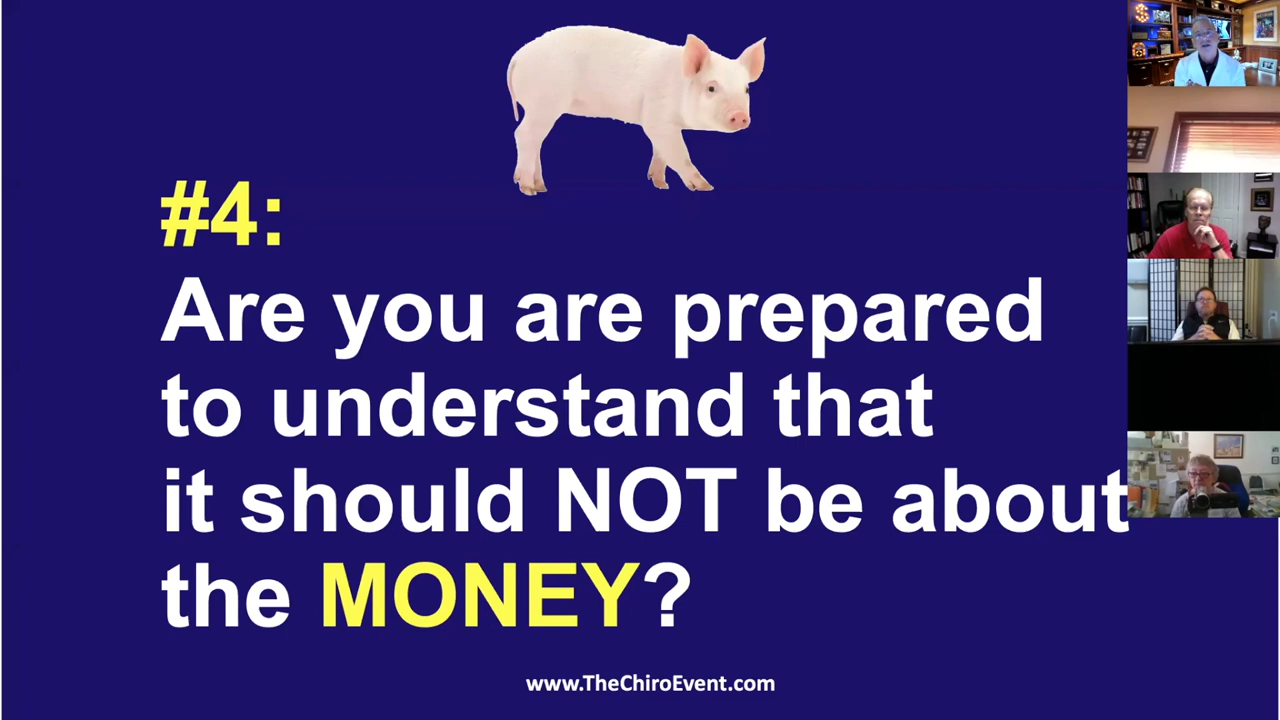 #4:
Are you are prepared
to understand that
it should NOT be about
the MONEY?
www.TheChiroEvent.com